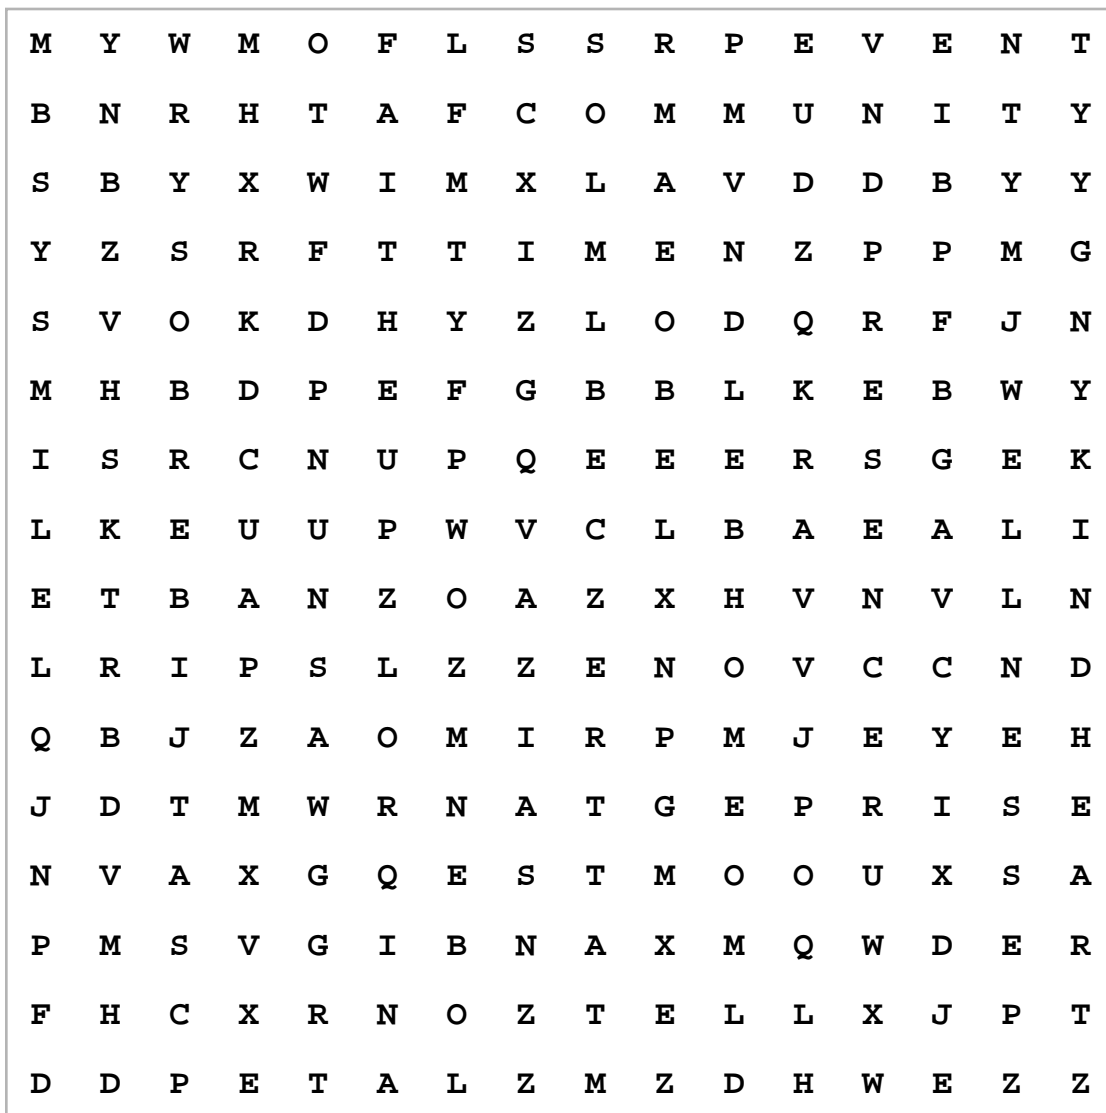 M Y W M O F L S S R P E V E N T
B N R H T A F C O M M U N I T Y
S B Y X W I M X L A V D D B Y Y
Y Z S R F T T I M E N Z P P M G
S V O K D H Y Z L O D Q R F J N
M H B D P E F G B B L K E B W Y
I S R C N U P Q E E E R S G E K
L K E U U P W V C L B A E A L I
E T B A N Z O A Z X H V N V L N
L R I P S L Z Z E N O V C C N D
Q B J Z A O M I R P M J E Y E H
J D T M W R N A T G E P R I S E
N V A X G Q E S T M O O U X S A
P M S V G I B N A X M Q W D E R
F H C X R N O Z T E L L X J P T
D D P E T A L Z M Z D H W E Z Z